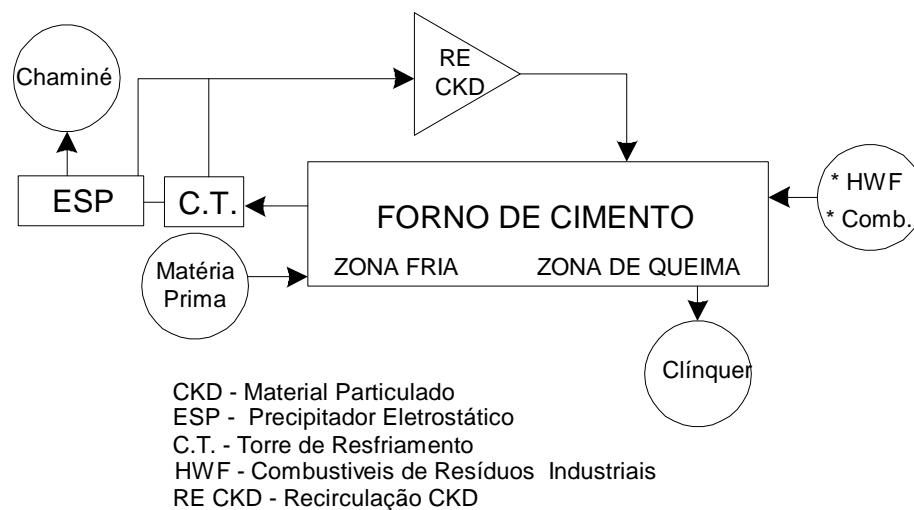 Chaminé
RE
CKD
ESP
C.T.
FORNO DE CIMENTO
* HWF
* Comb.
ZONA FRIA
ZONA DE QUEIMA
Matéria
Prima
Clínquer
CKD - Material Particulado
ESP - Precipitador Eletrostático
C.T. - Torre de Resfriamento
HWF - Combustiveis de Resíduos Industriais
RE CKD - Recirculação CKD